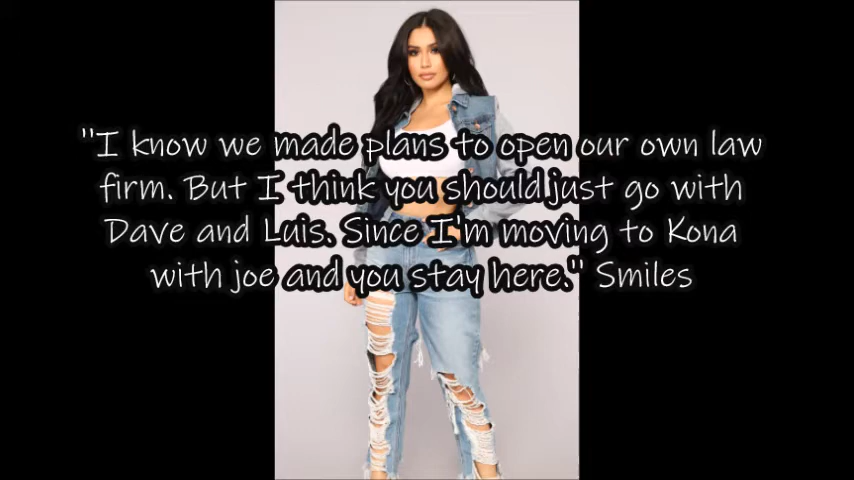 "I know we made plans to open our own law
firm. But I think you should just go with
Dave and Luis. Since I'm moving to Kona
with joe and you stay here." Smiles